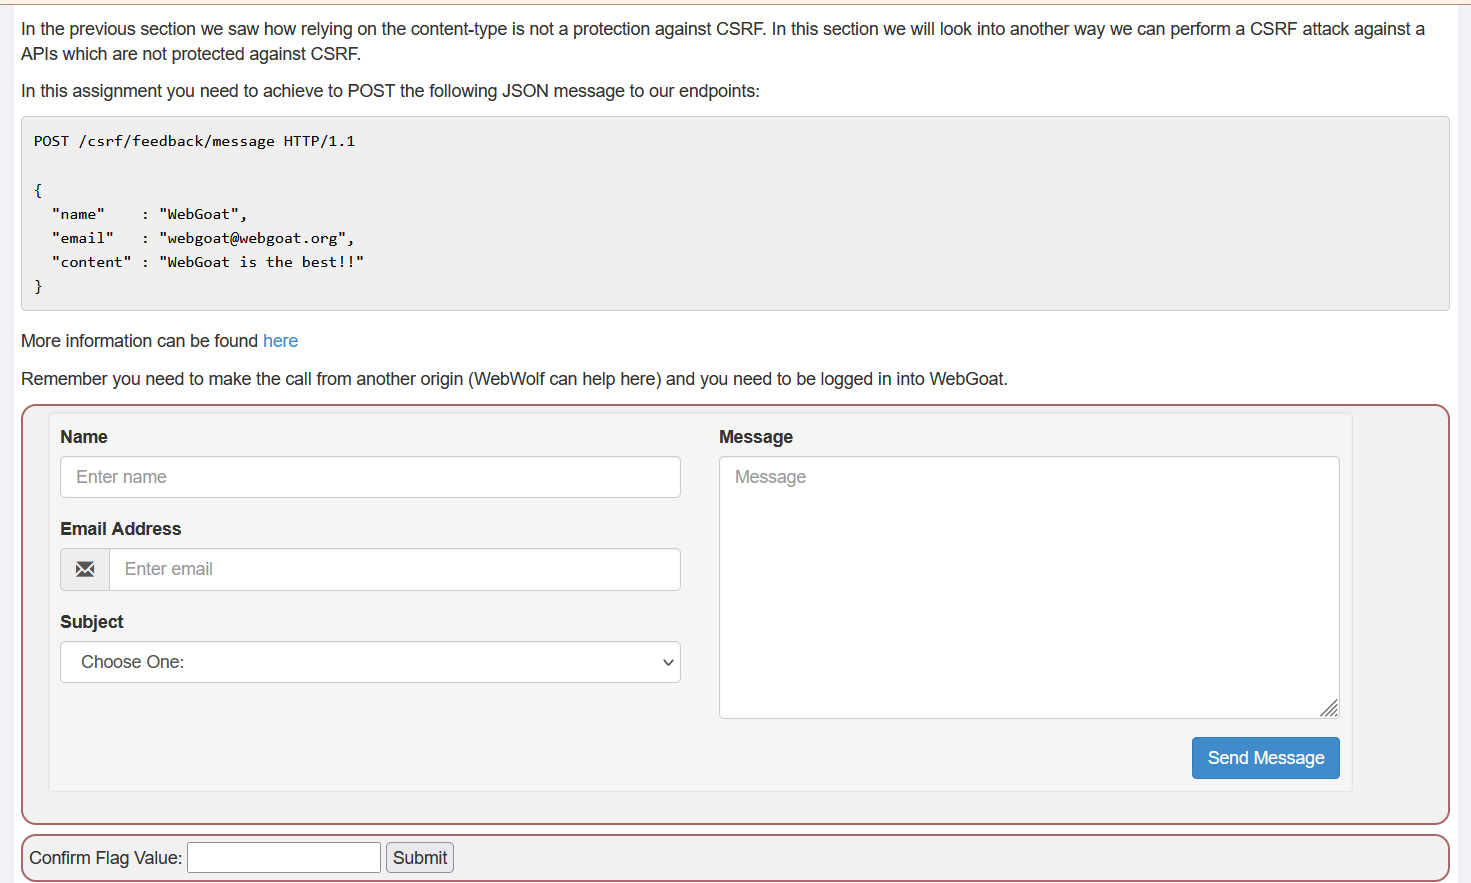 In the previous section we saw how relying on the content-type is not a protection against CSRF. In this section we will look into another way we can perform a CSRF attack against a
APIs which are not protected against CSRF.
In this assignment you need to achieve to POST the following JSON message to our endpoints:
POST /csrf/feedback/message HTTP/1.1
{
  "name"    : "WebGoat",
  "email"   : "webgoat@webgoat.org",
  "content" : "WebGoat is the best!!"
}
More information can be found here
Remember you need to make the call from another origin (WebWolf can help here) and you need to be logged in into WebGoat.
Name
Enter name
Email Address
Enter email
Subject
Choose One:
Message
Message
Send Message
Confirm Flag Value:
Submit